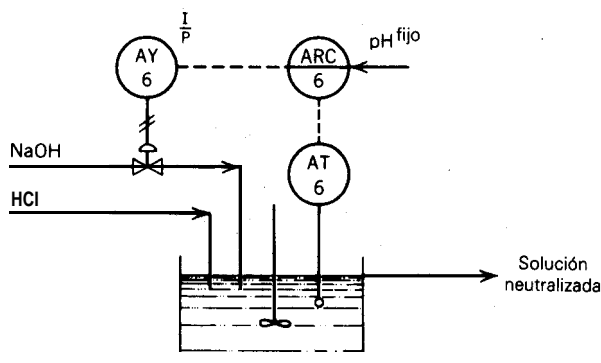 I
P
AY
6
ARC
6
pH fijo
NaOH
AT
6
HCl
Solución
neutralizada